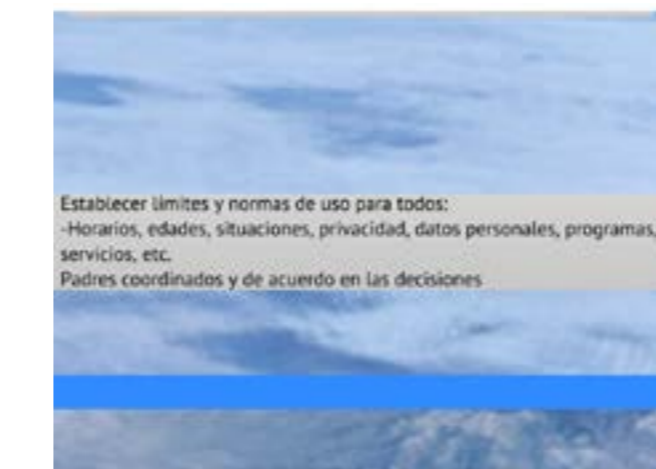 Establecer límites y normas de uso para todos:
-Horarios, edades, situaciones, privacidad, datos personales, programas,
servicios, etc.
Padres coordinados y de acuerdo en las decisiones